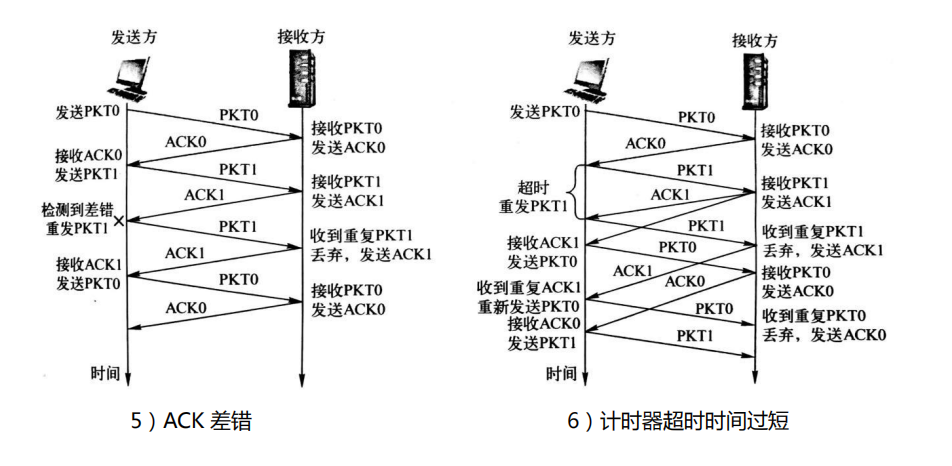 发送方
接收方
发送PKT0
PKT0
接收PKT0
发送ACK0
ACK0
接收ACK0
发送PKT1
PKT1
接收PKT1
发送ACK1
ACK1
检测到差错
重发PKT1
PKT1
收到重复PKT1
丢弃，发送ACK1
ACK1
接收ACK1
发送PKT0
PKT0
接收PKT0
发送ACK0
ACK0
时间
5）ACK 差错
发送方
接收方
发送PKT0
PKT0
接收PKT0
发送ACK0
ACK0
PKT1
超时
重发PKT1
ACK1
接收PKT1
发送ACK1
PKT1
收到重复PKT1
丢弃，发送ACK1
接收ACK1
发送PKT0
PKT0
ACK1
ACK0
接收PKT0
发送ACK0
收到重复ACK1
重新发送PKT0
PKT0
收到重复PKT0
丢弃，发送ACK0
接收ACK0
发送PKT1
PKT1
时间
6）计时器超时时间过短